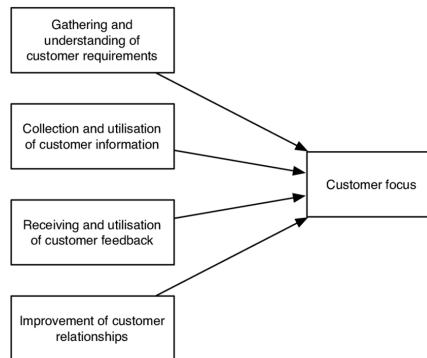 Gathering and
understanding of
customer requirements
Collection and utilisation
of customer information
Customer focus
Receiving and utilisation
of customer feedback
Improvement of customer
relationships